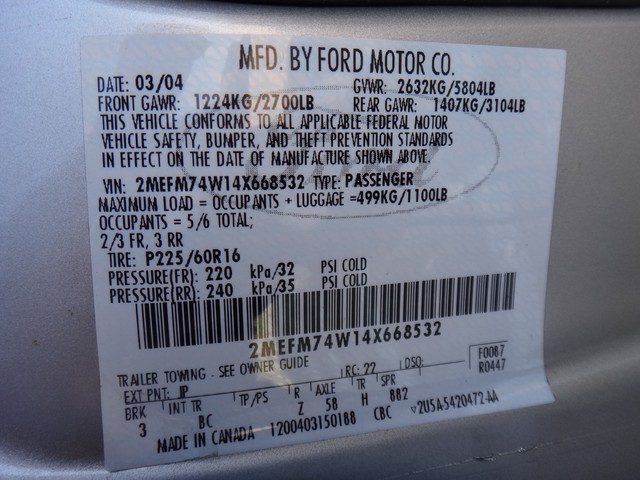 MFD. BY FORD MOTOR CO.
DATE: 03/04 GVWR: 2632KG/5804LB
FRONT GAWR: 1224KG/2700LB REAR GAWR: 1407KG/3104LB
THIS VEHICLE CONFORMS TO ALL APPLICABLE FEDERAL MOTOR
VEHICLE SAFETY, BUMPER, AND THEFT PREVENTION STANDARDS
IN EFFECT ON THE DATE OF MANUFACTURE SHOWN ABOVE.
VIN: 2MEFM74W14X668532 TYPE: PASSENGER
MAXIMUM LOAD = OCCUPANTS + LUGGAGE =499KG/1100LB
OCCUPANTS = 5/6 TOTAL;
2/3 FR, 3 RR
TIRE: P225/60R16
PRESSURE(FR): 220 kPa/32 PSI COLD
PRESSURE(RR): 240 kPa/35 PSI COLD
2MEFM74W14X668532
TRAILER TOWING - SEE OWNER GUIDE F0087
EXT PNT: JP RC: 22 DSO: R0447
BRK INT TR TP/PS R AXLE TR SPR
3 BC Z 58 H BB2
MADE IN CANADA 1200403150188 CBC ▽2U5A-5420472-AA
Ford